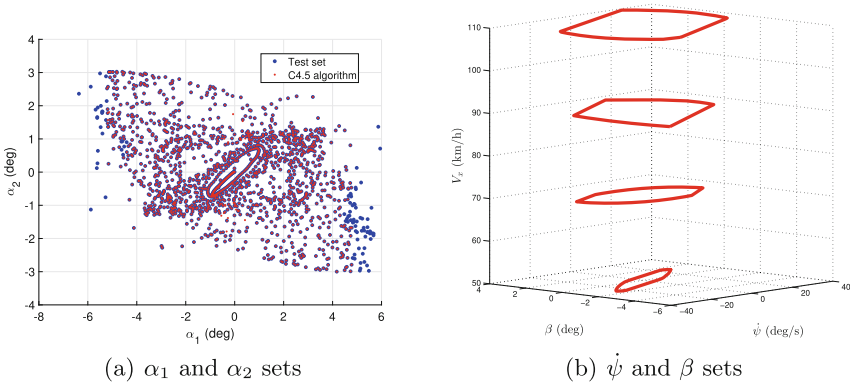 4
3
2
1
0
-1
-2
-3
-4
α2 (deg)
-8 -6 -4 -2 0 2 4 6
α1 (deg)
Test set
C4.5 algorithm
(a) α1 and α2 sets
110
100
90
80
70
60
50
Vx (km/h)
4 2 0 −2 −4 −6
β (deg)
−40 −20 0 20 40
ψ̇ (deg/s)
(b) ψ̇ and β sets